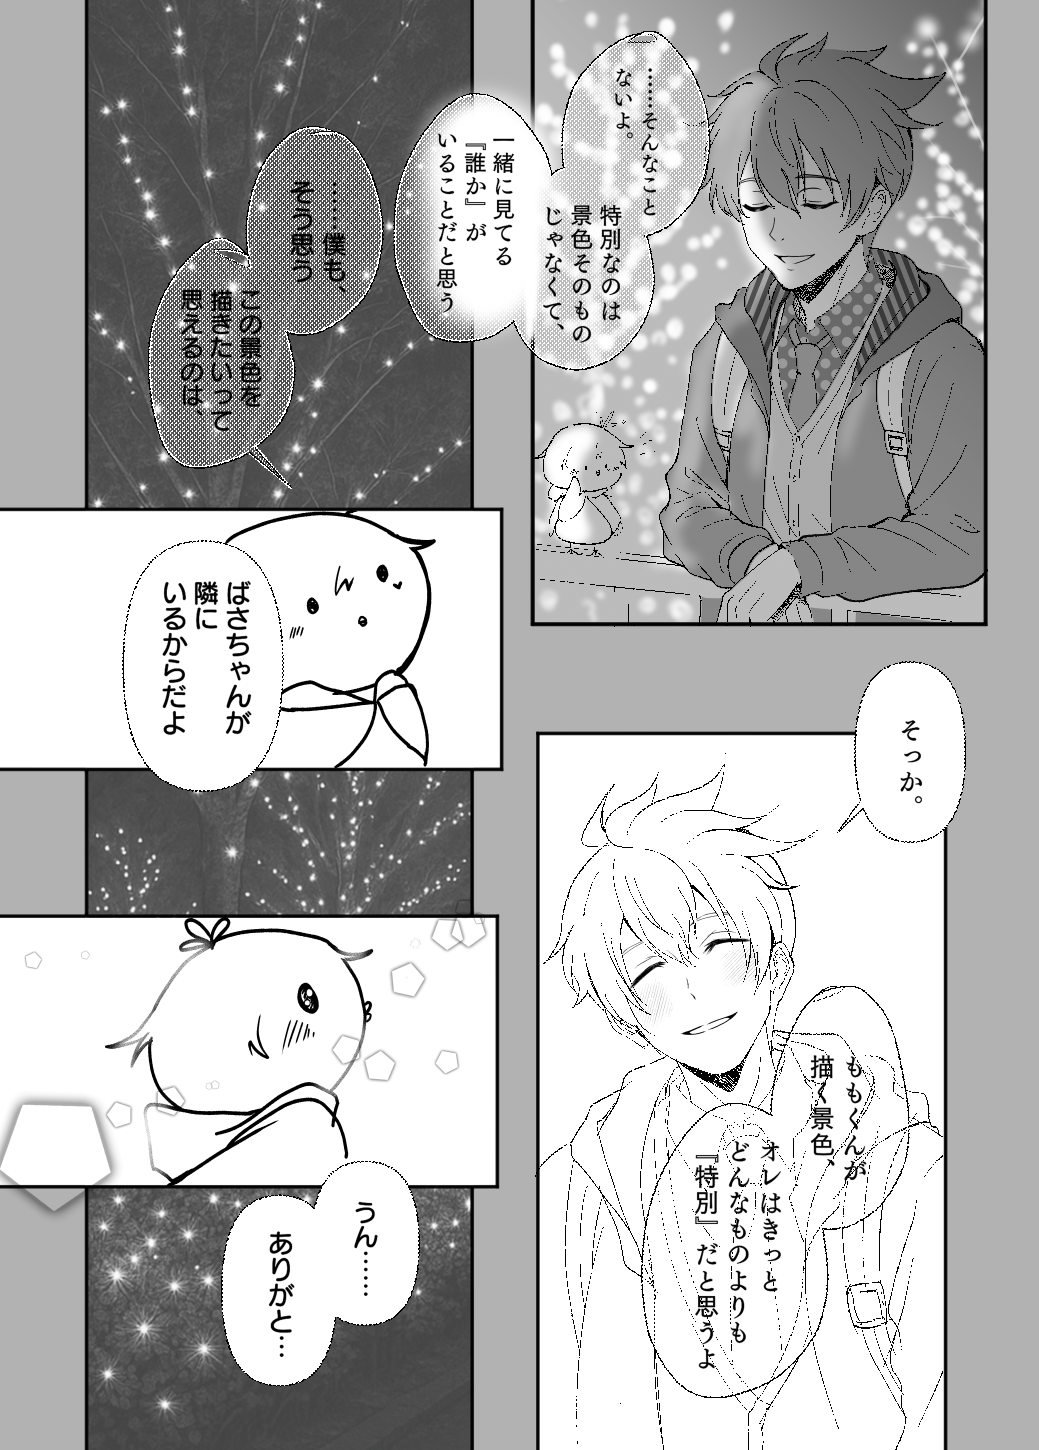 ……そんなこと
ないよ。
特別なのは
景色そのもの
じゃなくて、
一緒に見てる
『誰か』が
いることだと思う
……僕も、
そう思う
この景色を
描きたいって
思えるのは、
ばさちゃんが
隣に
いるからだよ
そっか。
ももくんが
描く景色、
オレはきっと
どんなものよりも
『特別』だと思うよ
うん……
ありがと…